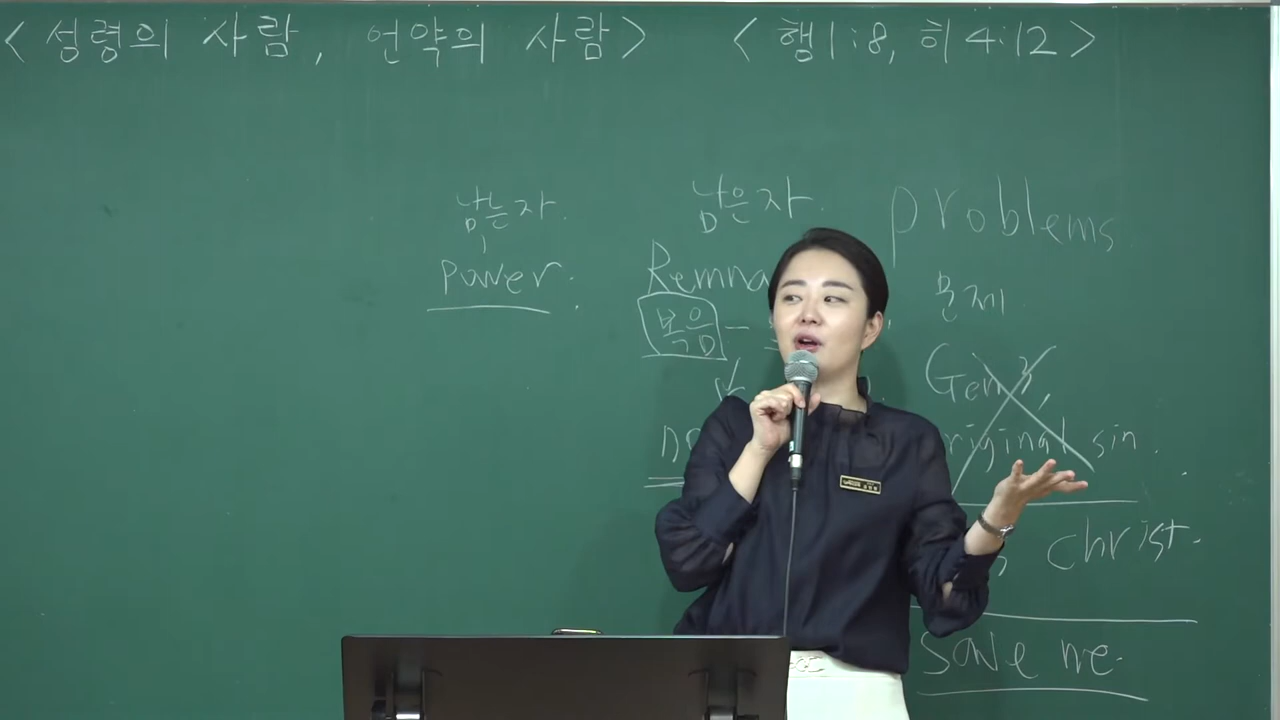 <성령의 사람, 언약의 사람> <행1:8, 히4:12>
남는자.
power.
남은자.
Remna
복음-
problems
문제
Gen 3,
riginal sin.
christ.
save me.